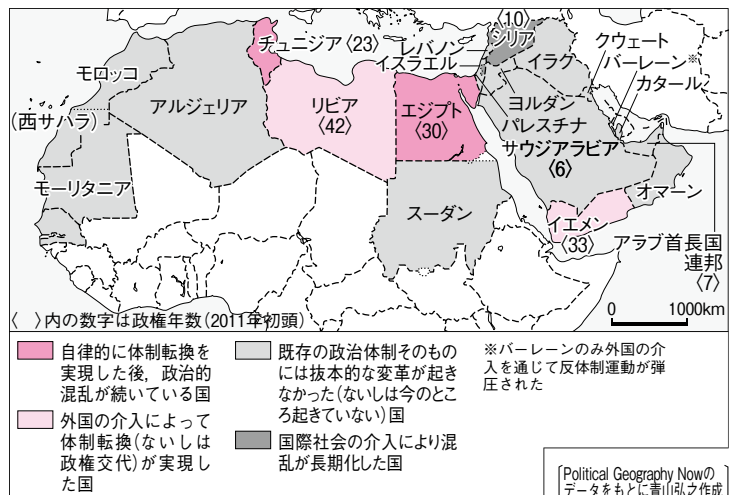 〈10〉
シリア
チュニジア〈23〉
レバノン
イスラエル
クウェート
バーレーン※
カタール
イラク
モロッコ
アルジェリア
リビア
〈42〉
エジプト
〈30〉
ヨルダン
パレスチナ
(西サハラ)
サウジアラビア
〈6〉
モーリタニア
オマーン
スーダン
イエメン
〈33〉
アラブ首長国
連邦
〈7〉
〈 〉内の数字は政権年数(2011年初頭)
0 1000km
自律的に体制転換を
実現した後，政治的
混乱が続いている国
外国の介入によって
体制転換(ないしは
政権交代)が実現し
た国
既存の政治体制そのもの
には抜本的な変革が起き
なかった(ないしは今のとこ
ろ起きていない)国
国際社会の介入により混
乱が長期化した国
※バーレーンのみ外国の介
入を通じて反体制運動が弾
圧された
Political Geography Nowの
データをもとに青山弘之作成